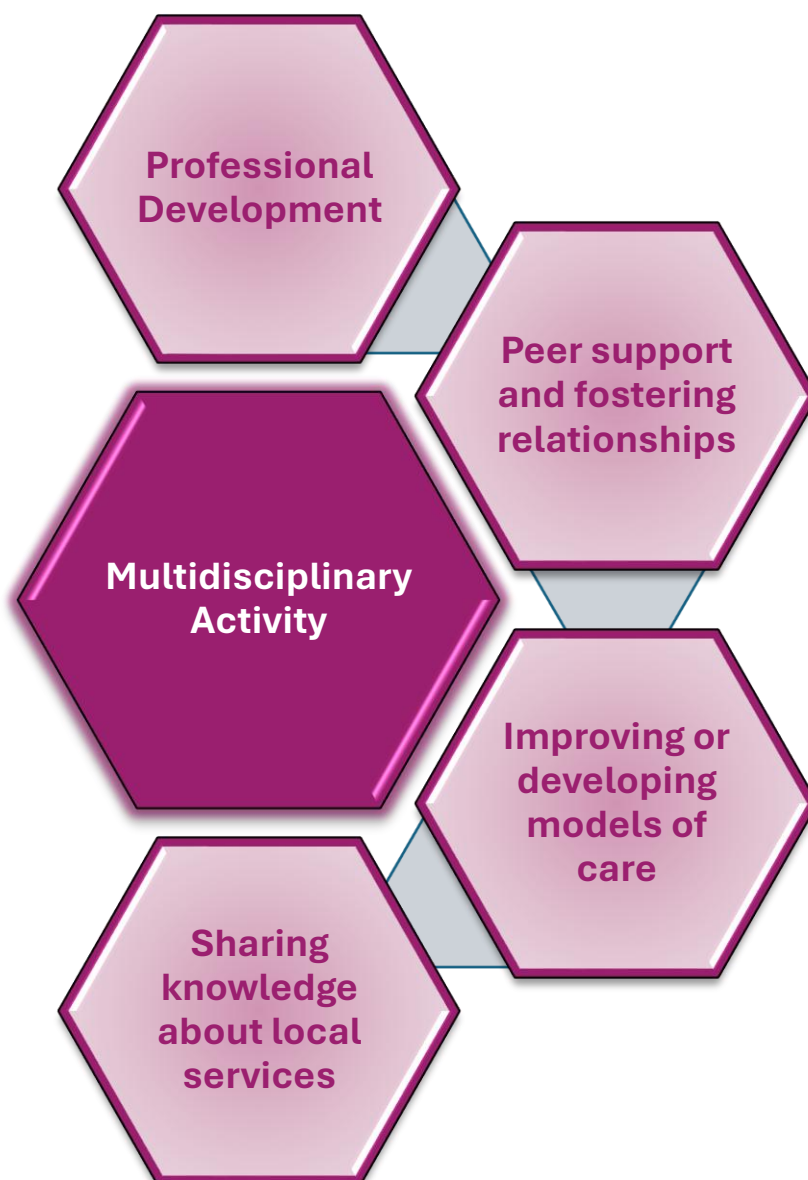 Professional
Development
Peer support
and fostering
relationships
Multidisciplinary
Activity
Improving or
developing
models of
care
Sharing
knowledge
about local
services